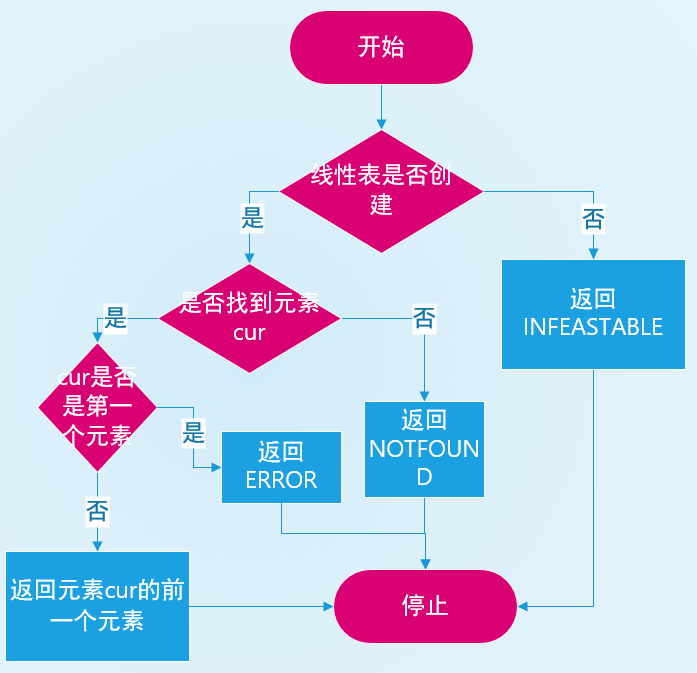 开始
线性表是否创
建
是
否
是否找到元素
cur
返回
INFEASTABLE
是
否
cur是否
是第一
个元素
是
返回
ERROR
返回
NOTFOUN
D
否
返回元素cur的前
一个元素
停止